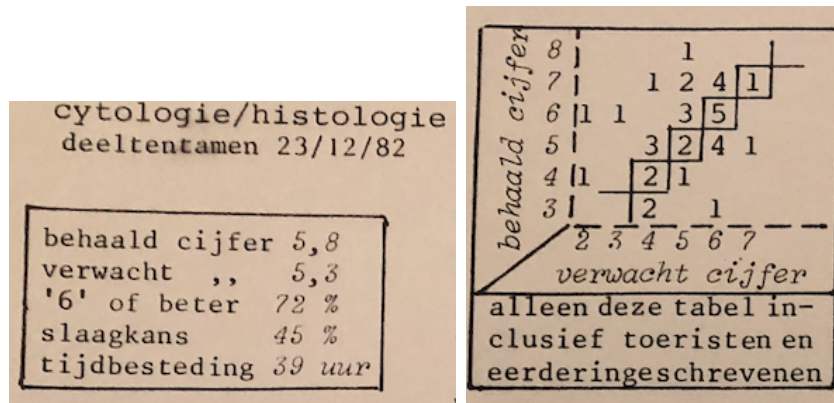 cytologie/histologie
deeltentamen 23/12/82
behaald cijfer 5,8
verwacht ,, 5,3
'6' of beter 72 %
slaagkans 45 %
tijdbesteding 39 uur
behaald cijfer
8 1
7 1 2 4 1
6 1 1 3 5
5 3 2 4 1
4 1 2 1
3 2 1
2 3 4 5 6 7
verwacht cijfer
alleen deze tabel in-
clusief toeristen en
eerderingeschrevenen